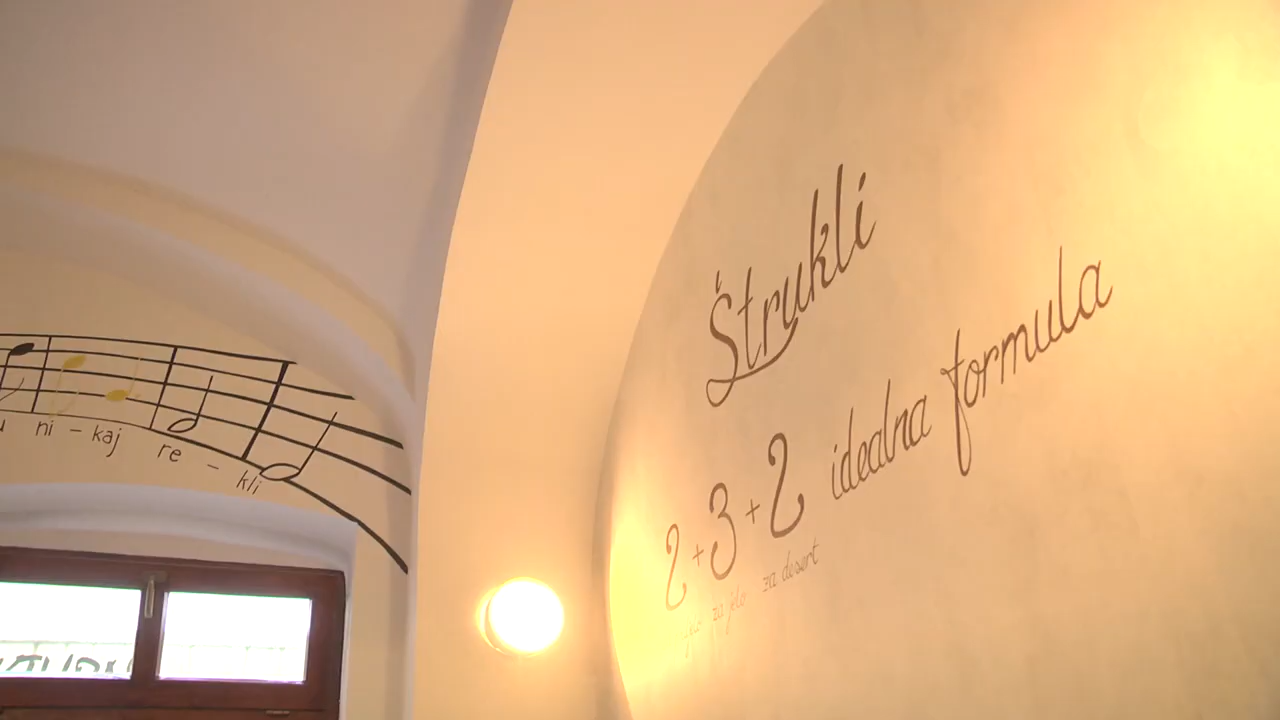 ni - kaj re - kli
Štrukli
2 + 3 + 2 idealna formula
za jelo za desert